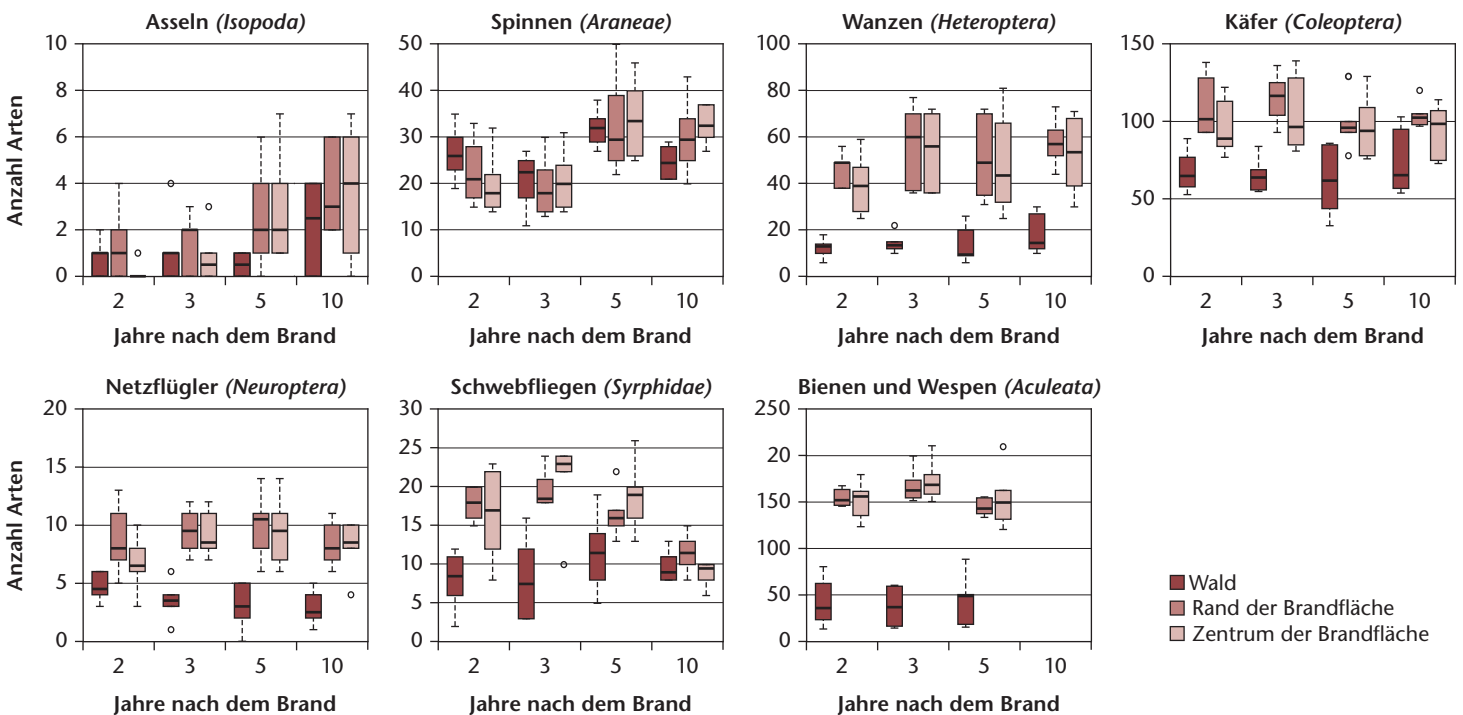 Asseln (Isopoda)
Anzahl Arten
10
8
6
4
2
0
2 3 5 10
Jahre nach dem Brand
Spinnen (Araneae)
50
40
30
20
10
0
2 3 5 10
Jahre nach dem Brand
Wanzen (Heteroptera)
100
80
60
40
20
0
2 3 5 10
Jahre nach dem Brand
Käfer (Coleoptera)
150
100
50
0
2 3 5 10
Jahre nach dem Brand
Netzflügler (Neuroptera)
Anzahl Arten
20
15
10
5
0
2 3 5 10
Jahre nach dem Brand
Schwebfliegen (Syrphidae)
30
25
20
15
10
5
0
2 3 5 10
Jahre nach dem Brand
Bienen und Wespen (Aculeata)
250
200
150
100
50
0
2 3 5 10
Jahre nach dem Brand
Wald
Rand der Brandfläche
Zentrum der Brandfläche